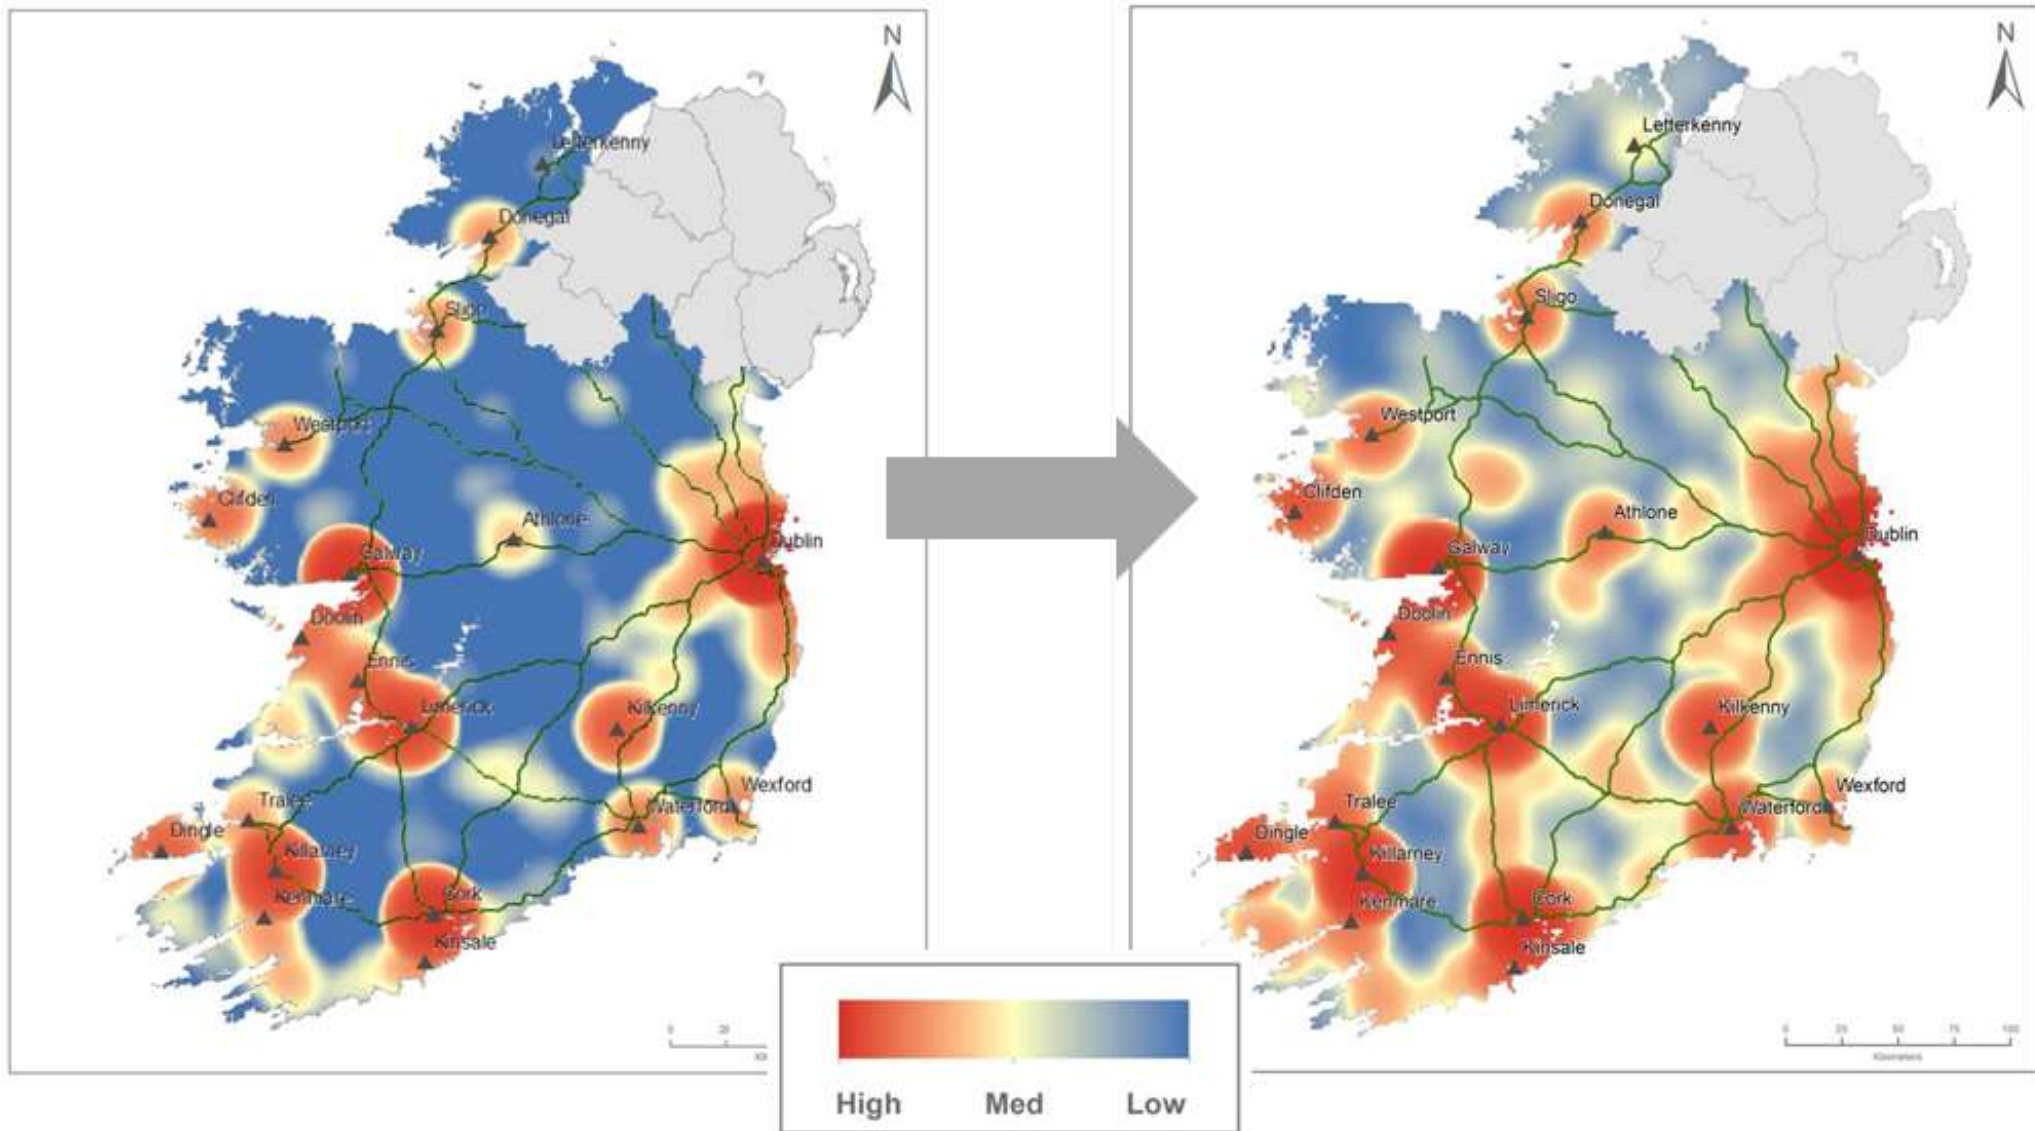 N
Letterkenny
Donegal
Sligo
Westport
Clifden
Athlone
Galway
Dublin
Doolin
Ennis
Limerick
Kilkenny
Tralee
Wexford
Waterford
Dingle
Killarney
Kenmare
Cork
Kinsale
0
N
Letterkenny
Donegal
Sligo
Westport
Clifden
Athlone
Galway
Dublin
Doolin
Ennis
Limerick
Kilkenny
Tralee
Wexford
Waterford
Dingle
Killarney
Kenmare
Cork
Kinsale
0 25 50 75 100
Kilometers
High Med Low